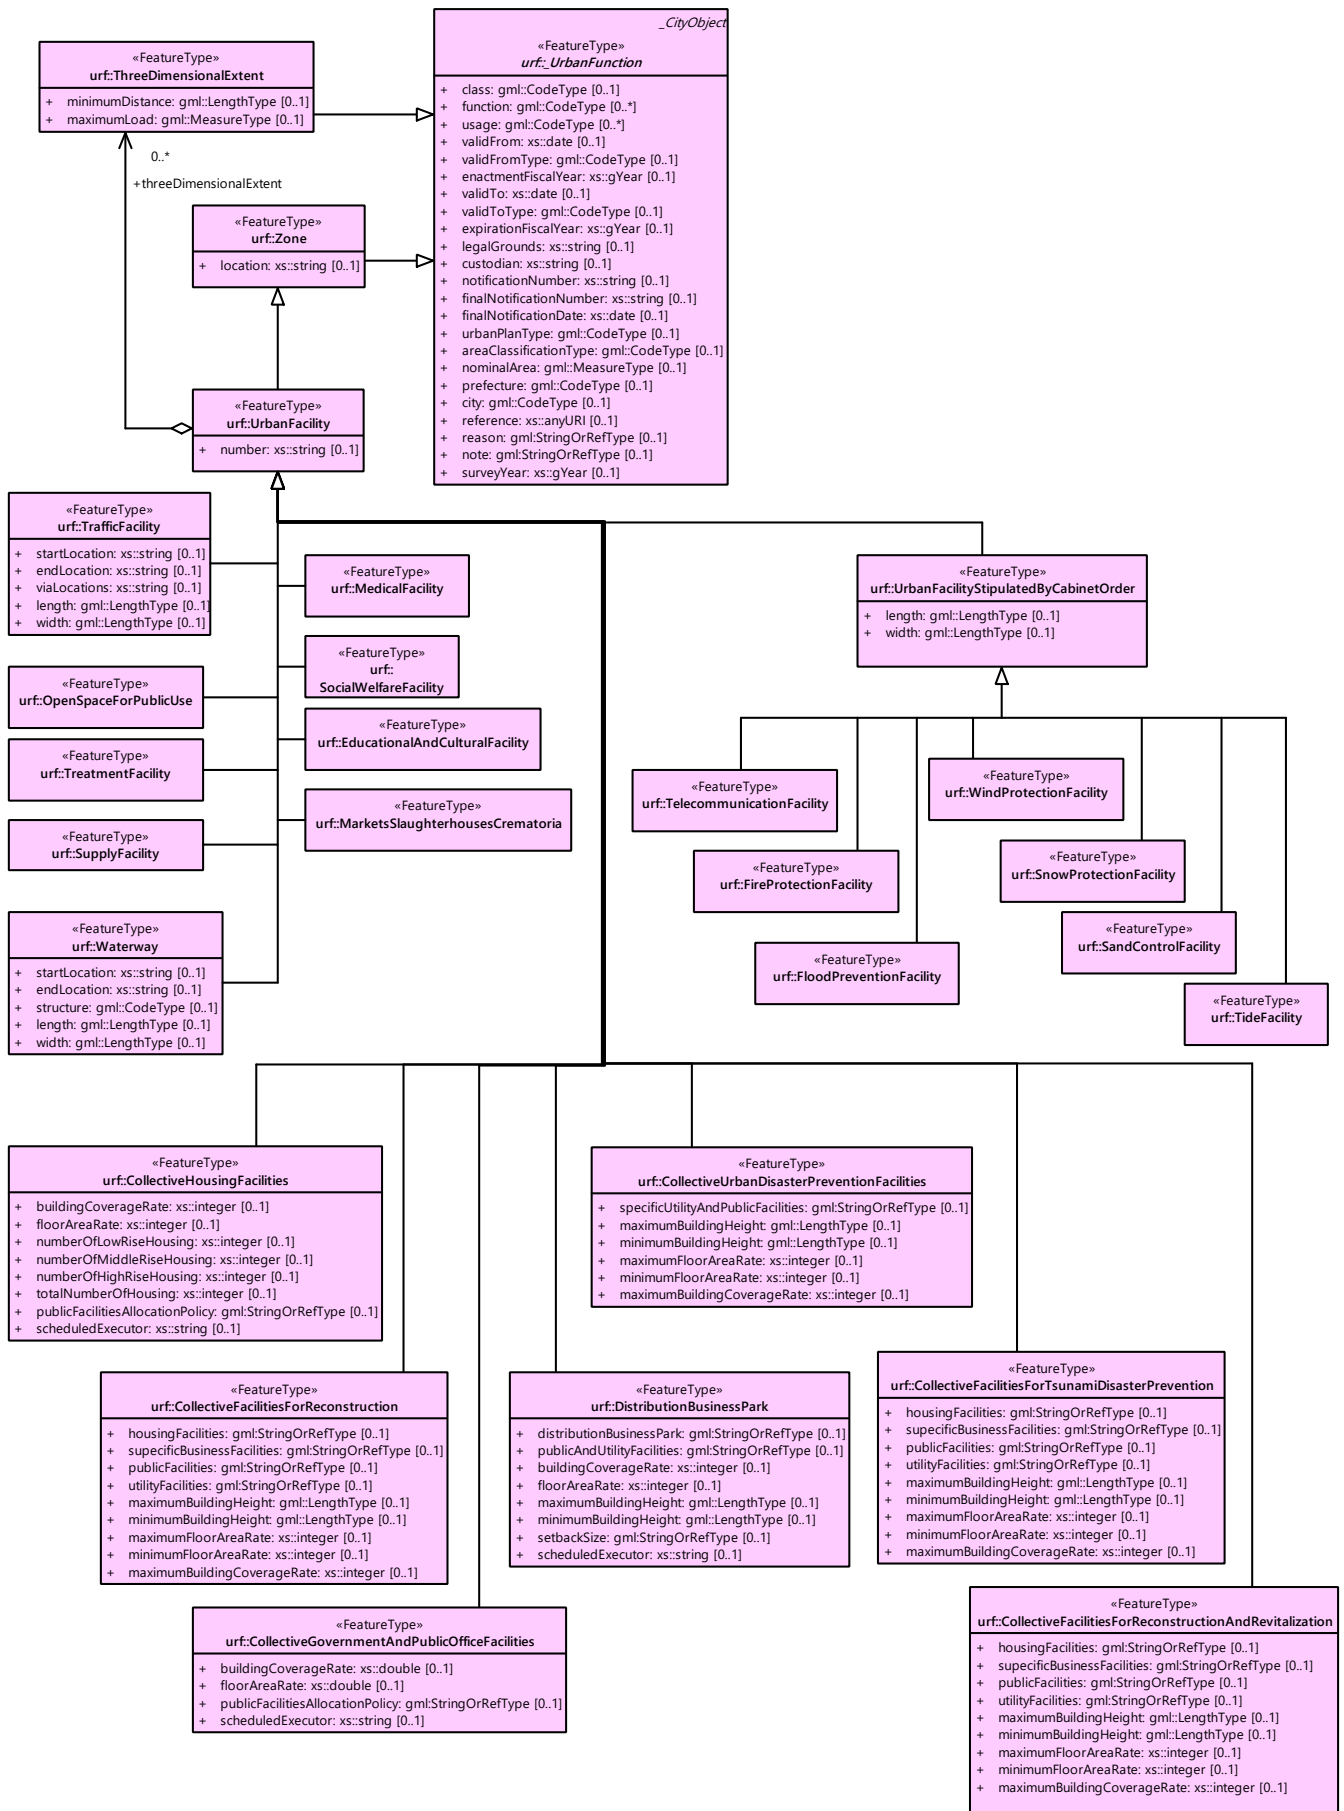 _CityObject
«FeatureType»
urf::_UrbanFunction
+ class: gml::CodeType [0..1]
+ function: gml::CodeType [0..*]
+ usage: gml::CodeType [0..*]
+ validFrom: xs::date [0..1]
+ validFromType: gml::CodeType [0..1]
+ enactmentFiscalYear: xs::gYear [0..1]
+ validTo: xs::date [0..1]
+ validToType: gml::CodeType [0..1]
+ expirationFiscalYear: xs::gYear [0..1]
+ legalGrounds: xs::string [0..1]
+ custodian: xs::string [0..1]
+ notificationNumber: xs::string [0..1]
+ finalNotificationNumber: xs::string [0..1]
+ finalNotificationDate: xs::date [0..1]
+ urbanPlanType: gml::CodeType [0..1]
+ areaClassificationType: gml::CodeType [0..1]
+ nominalArea: gml::MeasureType [0..1]
+ prefecture: gml::CodeType [0..1]
+ city: gml::CodeType [0..1]
+ reference: xs::anyURI [0..1]
+ reason: gml:StringOrRefType [0..1]
+ note: gml:StringOrRefType [0..1]
+ surveyYear: xs::gYear [0..1]
«FeatureType»
urf::ThreeDimensionalExtent
+ minimumDistance: gml::LengthType [0..1]
+ maximumLoad: gml::MeasureType [0..1]
0..*
+threeDimensionalExtent
«FeatureType»
urf::Zone
+ location: xs::string [0..1]
«FeatureType»
urf::UrbanFacility
+ number: xs::string [0..1]
«FeatureType»
urf::TrafficFacility
+ startLocation: xs::string [0..1]
+ endLocation: xs::string [0..1]
+ viaLocations: xs::string [0..1]
+ length: gml::LengthType [0..1]
+ width: gml::LengthType [0..1]
«FeatureType»
urf::MedicalFacility
«FeatureType»
urf::
SocialWelfareFacility
«FeatureType»
urf::OpenSpaceForPublicUse
«FeatureType»
urf::EducationalAndCulturalFacility
«FeatureType»
urf::TreatmentFacility
«FeatureType»
urf::MarketsSlaughterhousesCrematoria
«FeatureType»
urf::SupplyFacility
«FeatureType»
urf::Waterway
+ startLocation: xs::string [0..1]
+ endLocation: xs::string [0..1]
+ structure: gml::CodeType [0..1]
+ length: gml::LengthType [0..1]
+ width: gml::LengthType [0..1]
«FeatureType»
urf::UrbanFacilityStipulatedByCabinetOrder
+ length: gml::LengthType [0..1]
+ width: gml::LengthType [0..1]
«FeatureType»
urf::TelecommunicationFacility
«FeatureType»
urf::WindProtectionFacility
«FeatureType»
urf::FireProtectionFacility
«FeatureType»
urf::SnowProtectionFacility
«FeatureType»
urf::SandControlFacility
«FeatureType»
urf::FloodPreventionFacility
«FeatureType»
urf::TideFacility
«FeatureType»
urf::CollectiveHousingFacilities
+ buildingCoverageRate: xs::integer [0..1]
+ floorAreaRate: xs::integer [0..1]
+ numberOfLowRiseHousing: xs::integer [0..1]
+ numberOfMiddleRiseHousing: xs::integer [0..1]
+ numberOfHighRiseHousing: xs::integer [0..1]
+ totalNumberOfHousing: xs::integer [0..1]
+ publicFacilitiesAllocationPolicy: gml:StringOrRefType [0..1]
+ scheduledExecutor: xs::string [0..1]
«FeatureType»
urf::CollectiveUrbanDisasterPreventionFacilities
+ specificUtilityAndPublicFacilities: gml:StringOrRefType [0..1]
+ maximumBuildingHeight: gml::LengthType [0..1]
+ minimumBuildingHeight: gml::LengthType [0..1]
+ maximumFloorAreaRate: xs::integer [0..1]
+ minimumFloorAreaRate: xs::integer [0..1]
+ maximumBuildingCoverageRate: xs::integer [0..1]
«FeatureType»
urf::CollectiveFacilitiesForReconstruction
+ housingFacilities: gml:StringOrRefType [0..1]
+ supecificBusinessFacilities: gml:StringOrRefType [0..1]
+ publicFacilities: gml:StringOrRefType [0..1]
+ utilityFacilities: gml:StringOrRefType [0..1]
+ maximumBuildingHeight: gml::LengthType [0..1]
+ minimumBuildingHeight: gml::LengthType [0..1]
+ maximumFloorAreaRate: xs::integer [0..1]
+ minimumFloorAreaRate: xs::integer [0..1]
+ maximumBuildingCoverageRate: xs::integer [0..1]
«FeatureType»
urf::DistributionBusinessPark
+ distributionBusinessPark: gml:StringOrRefType [0..1]
+ publicAndUtilityFacilities: gml:StringOrRefType [0..1]
+ buildingCoverageRate: xs::integer [0..1]
+ floorAreaRate: xs::integer [0..1]
+ maximumBuildingHeight: gml::LengthType [0..1]
+ minimumBuildingHeight: gml::LengthType [0..1]
+ setbackSize: gml:StringOrRefType [0..1]
+ scheduledExecutor: xs::string [0..1]
«FeatureType»
urf::CollectiveFacilitiesForTsunamiDisasterPrevention
+ housingFacilities: gml:StringOrRefType [0..1]
+ supecificBusinessFacilities: gml:StringOrRefType [0..1]
+ publicFacilities: gml:StringOrRefType [0..1]
+ utilityFacilities: gml:StringOrRefType [0..1]
+ maximumBuildingHeight: gml::LengthType [0..1]
+ minimumBuildingHeight: gml::LengthType [0..1]
+ maximumFloorAreaRate: xs::integer [0..1]
+ minimumFloorAreaRate: xs::integer [0..1]
+ maximumBuildingCoverageRate: xs::integer [0..1]
«FeatureType»
urf::CollectiveGovernmentAndPublicOfficeFacilities
+ buildingCoverageRate: xs::double [0..1]
+ floorAreaRate: xs::double [0..1]
+ publicFacilitiesAllocationPolicy: gml:StringOrRefType [0..1]
+ scheduledExecutor: xs::string [0..1]
«FeatureType»
urf::CollectiveFacilitiesForReconstructionAndRevitalization
+ housingFacilities: gml:StringOrRefType [0..1]
+ supecificBusinessFacilities: gml:StringOrRefType [0..1]
+ publicFacilities: gml:StringOrRefType [0..1]
+ utilityFacilities: gml:StringOrRefType [0..1]
+ maximumBuildingHeight: gml::LengthType [0..1]
+ minimumBuildingHeight: gml::LengthType [0..1]
+ maximumFloorAreaRate: xs::integer [0..1]
+ minimumFloorAreaRate: xs::integer [0..1]
+ maximumBuildingCoverageRate: xs::integer [0..1]